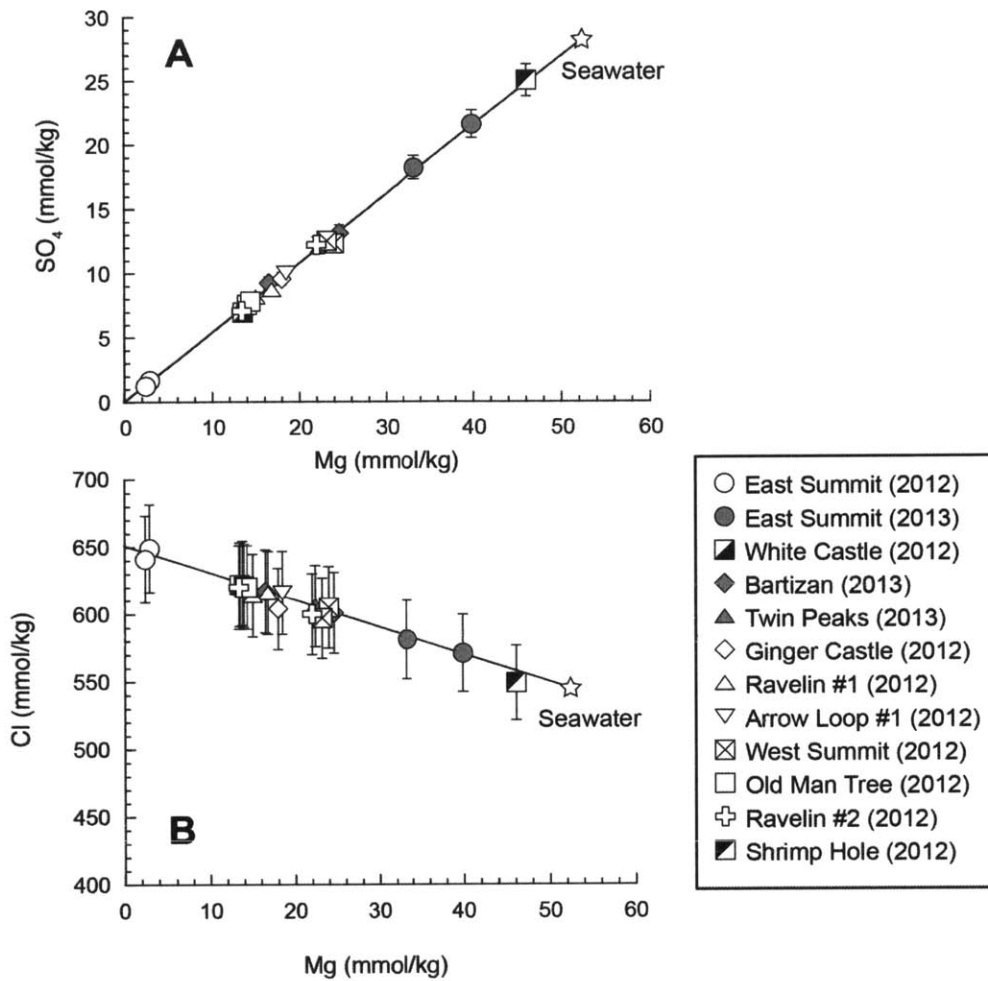 A
30
25
20
15
10
5
0
SO4 (mmol/kg)
Seawater
0 10 20 30 40 50 60
Mg (mmol/kg)
700
650
600
550
500
450
400
Cl (mmol/kg)
Seawater
B
0 10 20 30 40 50 60
Mg (mmol/kg)
East Summit (2012)
East Summit (2013)
White Castle (2012)
Bartizan (2013)
Twin Peaks (2013)
Ginger Castle (2012)
Ravelin #1 (2012)
Arrow Loop #1 (2012)
West Summit (2012)
Old Man Tree (2012)
Ravelin #2 (2012)
Shrimp Hole (2012)